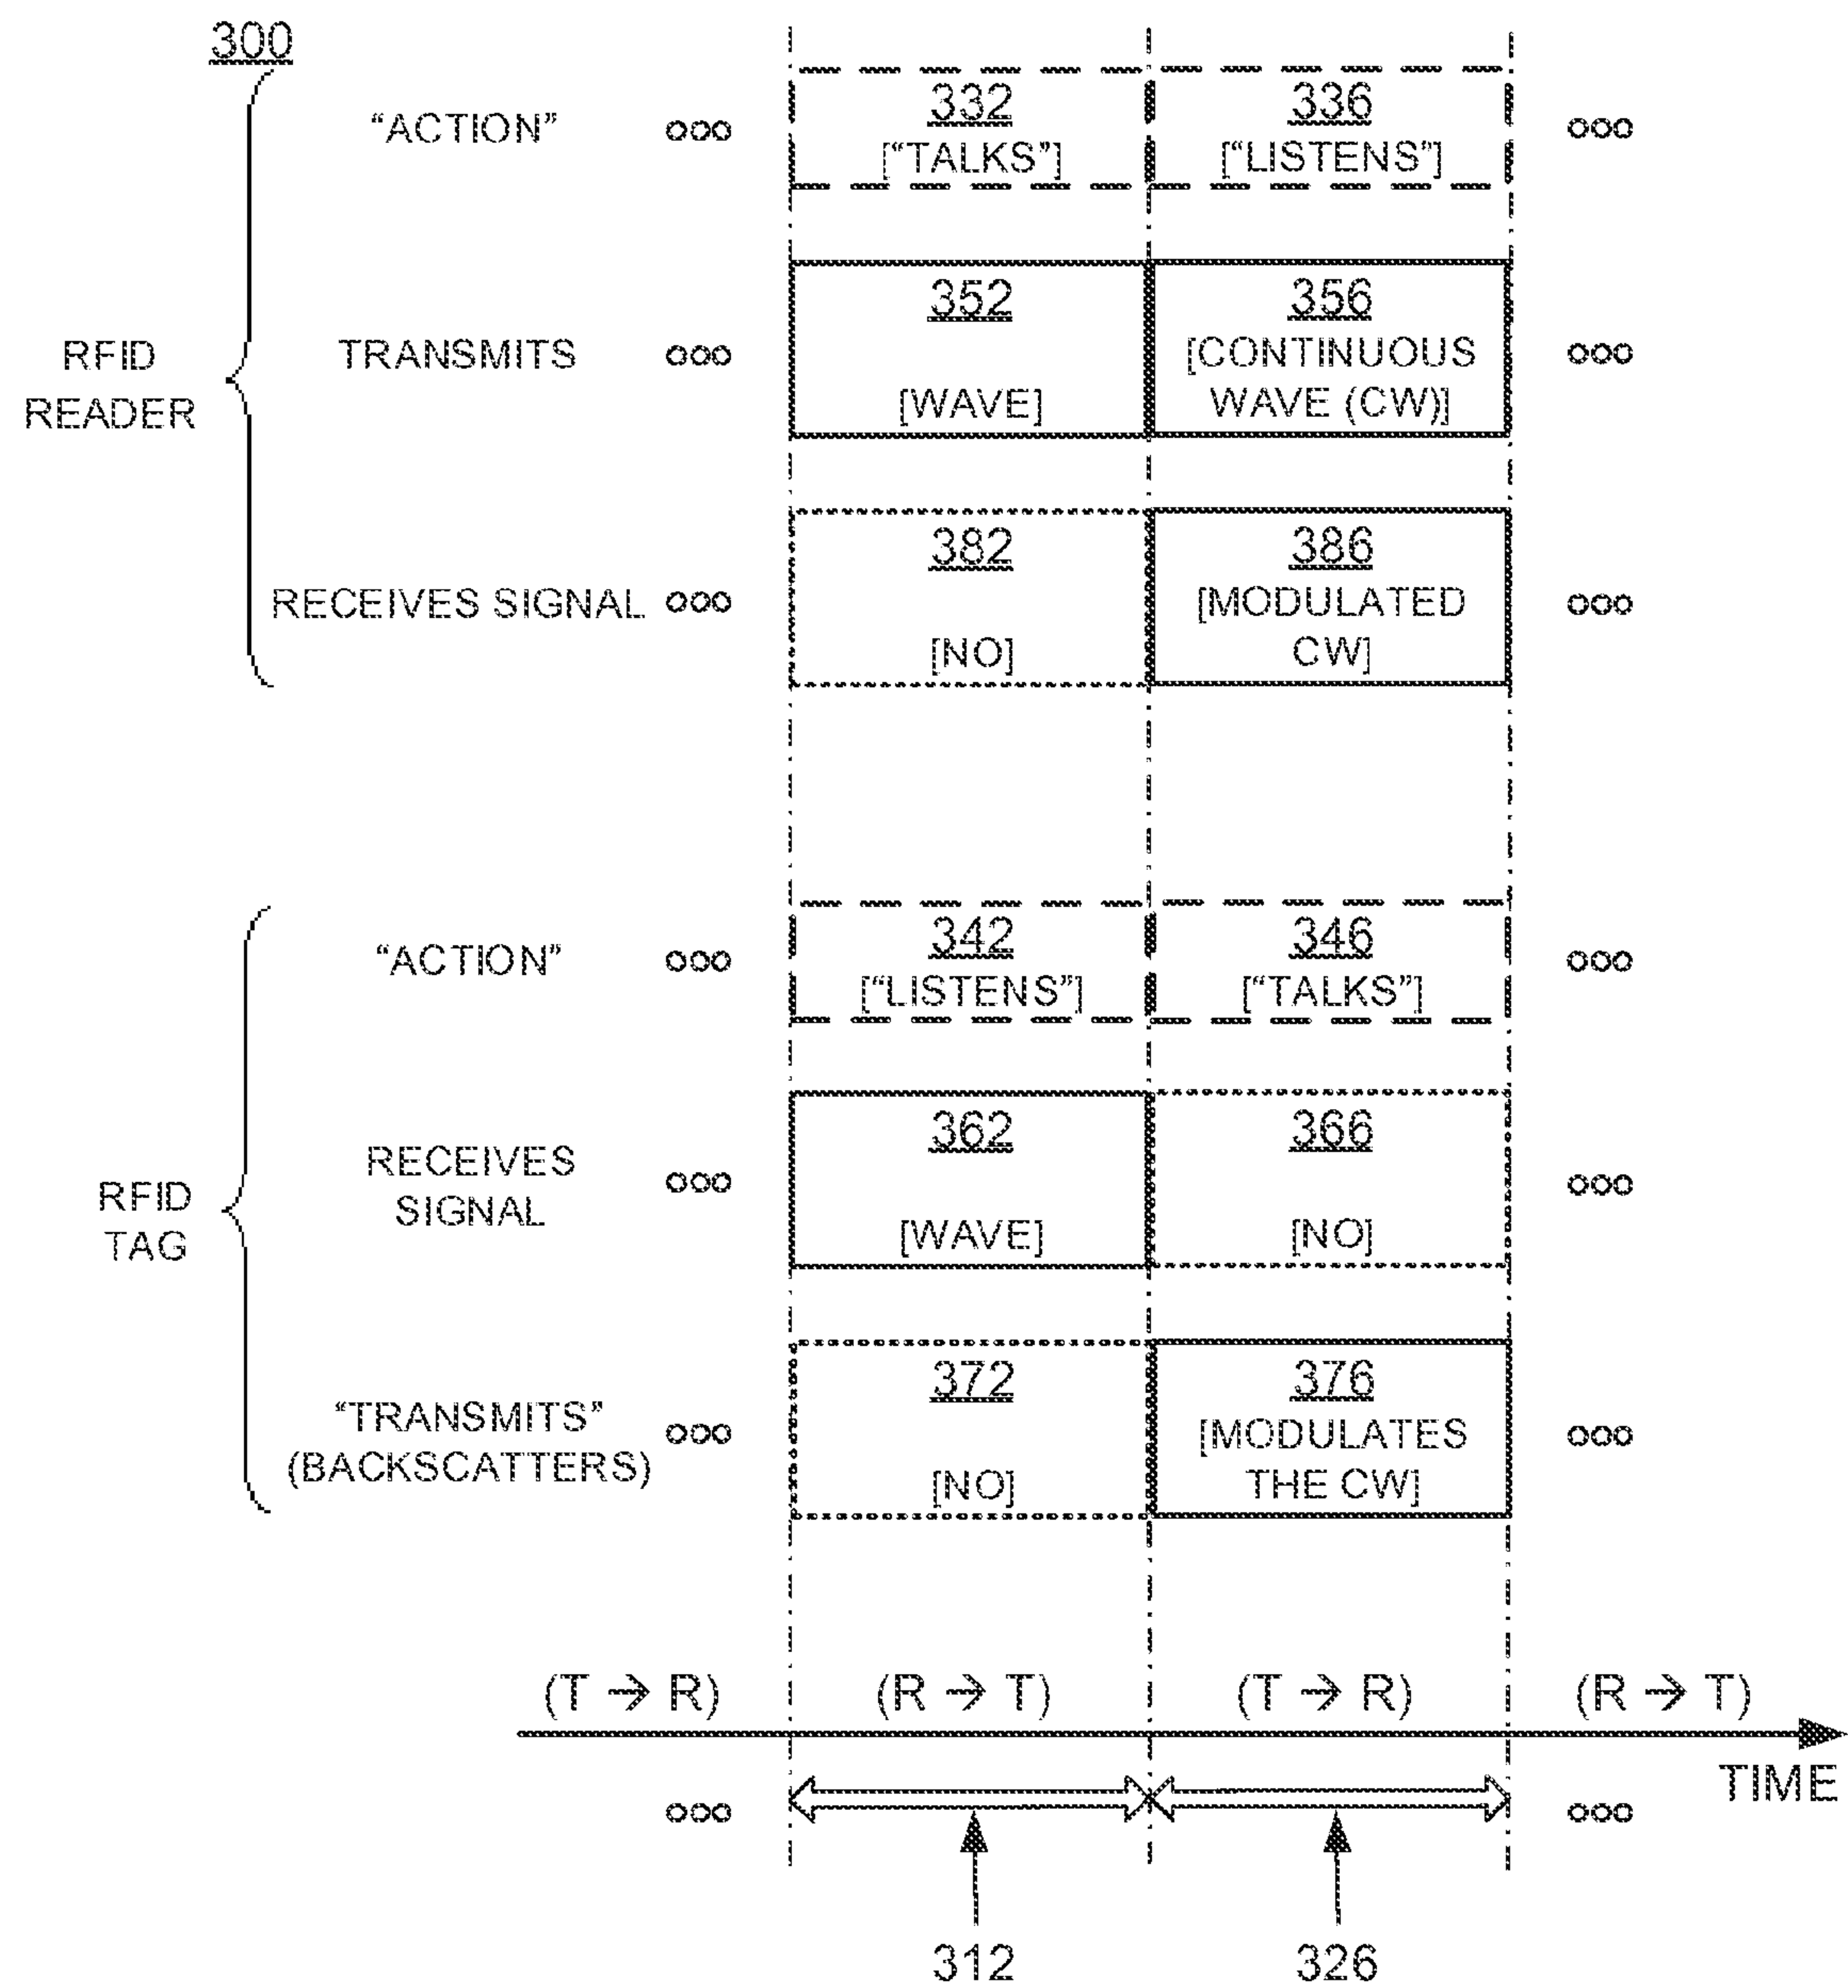 300
"ACTION" ooo 332 336 ooo
["TALKS"] ["LISTENS"]
352 356
RFID READER
TRANSMITS ooo [WAVE] [CONTINUOUS WAVE (CW)] ooo
382 386
RECEIVES SIGNAL ooo [NO] [MODULATED CW] ooo
342 346
"ACTION" ooo ["LISTENS"] ["TALKS"] ooo
362 366
RFID TAG
RECEIVES SIGNAL ooo [WAVE] [NO] ooo
372 376
"TRANSMITS" (BACKSCATTERS) ooo [NO] [MODULATES THE CW] ooo
(T → R) (R → T) (T → R) (R → T)
TIME
ooo ooo
312 326